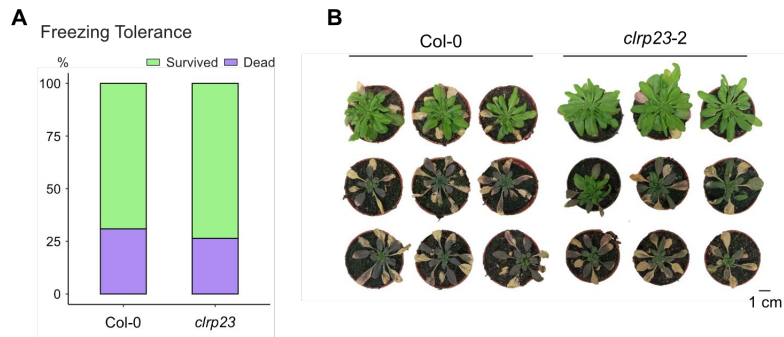 A
Freezing Tolerance
%
Survived
Dead
100
75
50
25
0
Col-0
clrp23
B
Col-0
clrp23-2
1 cm